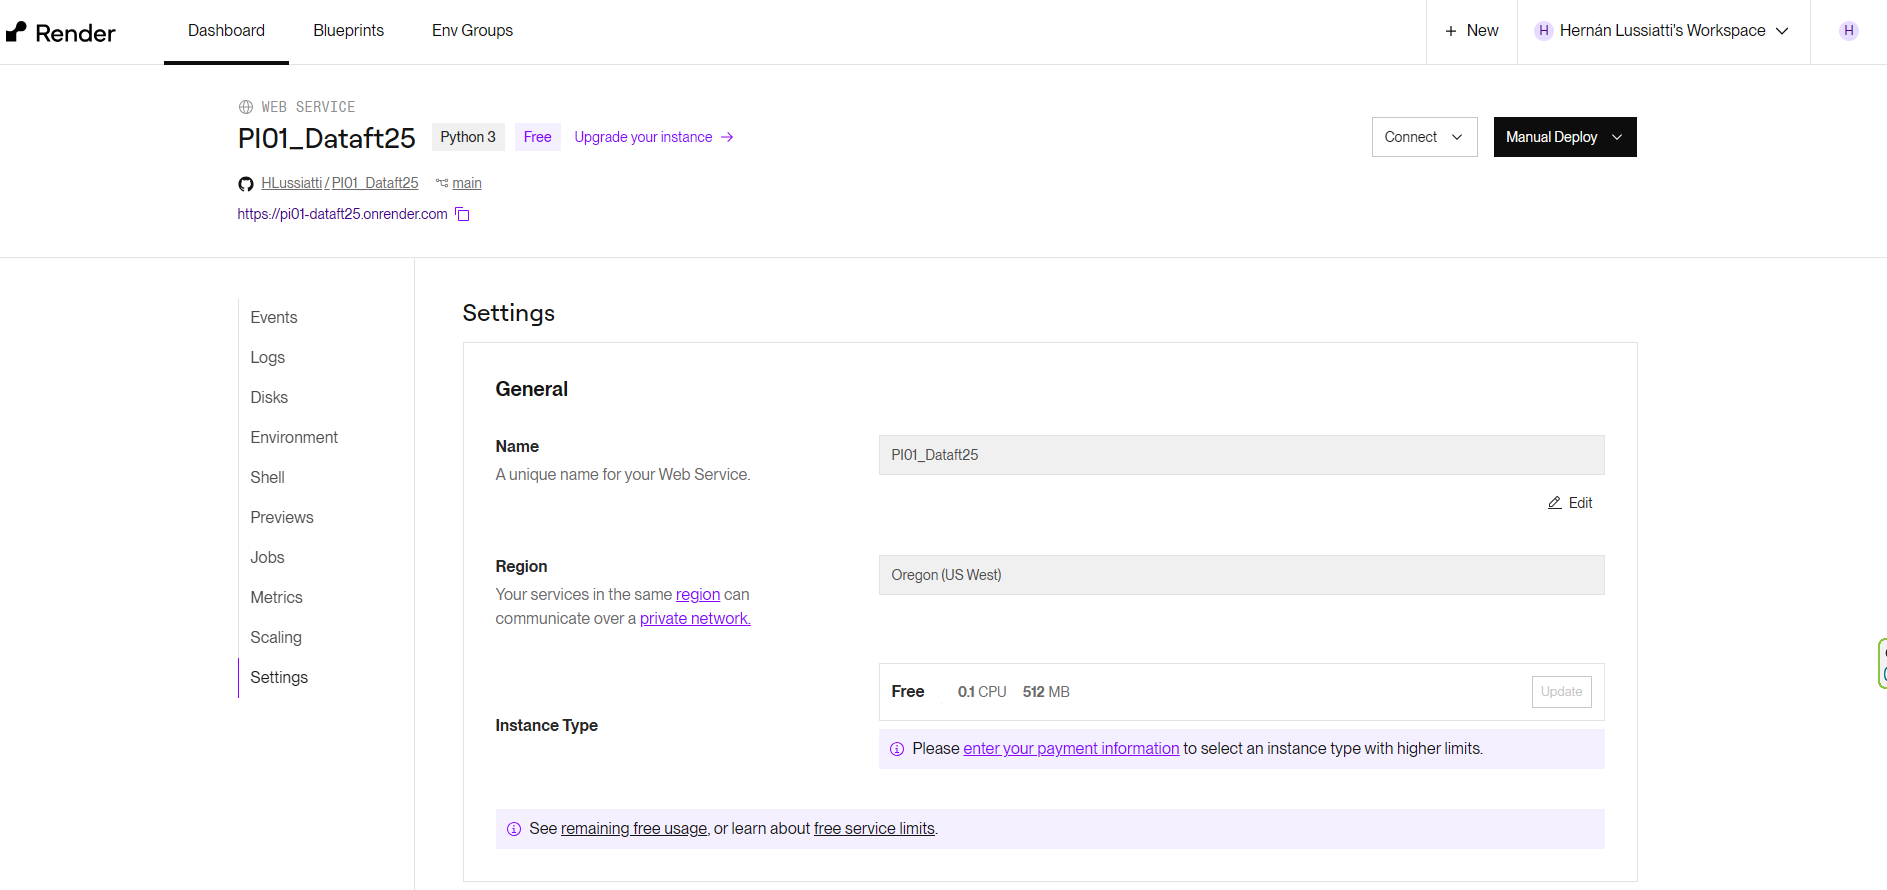 Render
Dashboard
Blueprints
Env Groups
+ New
H Hernán Lussiatti's Workspace
H
WEB SERVICE
PI01_Dataft25 Python 3 Free Upgrade your instance →
Connect
Manual Deploy
HLussiatti / PI01_Dataft25 main
https://pi01-dataft25.onrender.com
Events
Logs
Disks
Environment
Shell
Previews
Jobs
Metrics
Scaling
Settings
Settings
General
Name
A unique name for your Web Service.
PI01_Dataft25
Edit
Region
Your services in the same region can
communicate over a private network.
Oregon (US West)
Instance Type
Free 0.1 CPU 512 MB
Update
Please enter your payment information to select an instance type with higher limits.
See remaining free usage, or learn about free service limits.